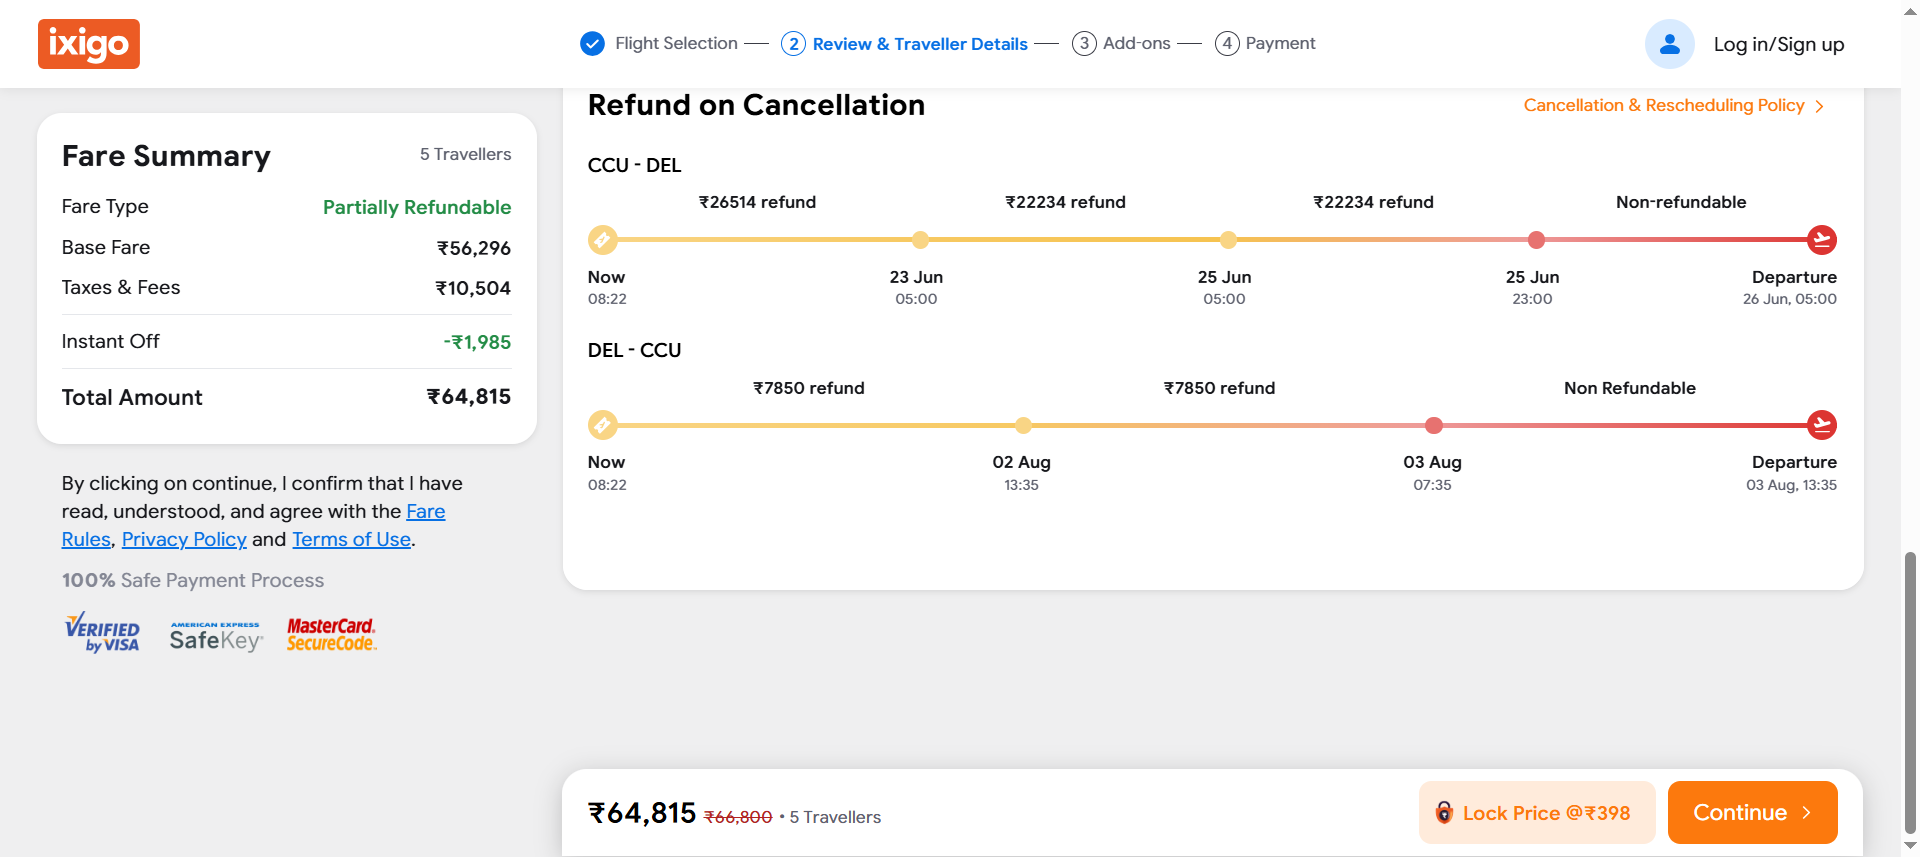 ixigo
Flight Selection
2 Review & Traveller Details
3 Add-ons
4 Payment
Log in/Sign up
Fare Summary
5 Travellers
Fare Type Partially Refundable
Base Fare ₹56,296
Taxes & Fees ₹10,504
Instant Off -₹1,985
Total Amount ₹64,815
By clicking on continue, I confirm that I have
read, understood, and agree with the Fare
Rules, Privacy Policy and Terms of Use.
100% Safe Payment Process
VERIFIED
by VISA
AMERICAN EXPRESS
SafeKey
MasterCard.
SecureCode.
Refund on Cancellation
Cancellation & Rescheduling Policy
CCU - DEL
₹26514 refund ₹22234 refund ₹22234 refund Non-refundable
Now 23 Jun 25 Jun 25 Jun Departure
08:22 05:00 05:00 23:00 26 Jun, 05:00
DEL - CCU
₹7850 refund ₹7850 refund Non Refundable
Now 02 Aug 03 Aug Departure
08:22 13:35 07:35 03 Aug, 13:35
₹64,815 ₹66,800 • 5 Travellers
Lock Price @₹398
Continue